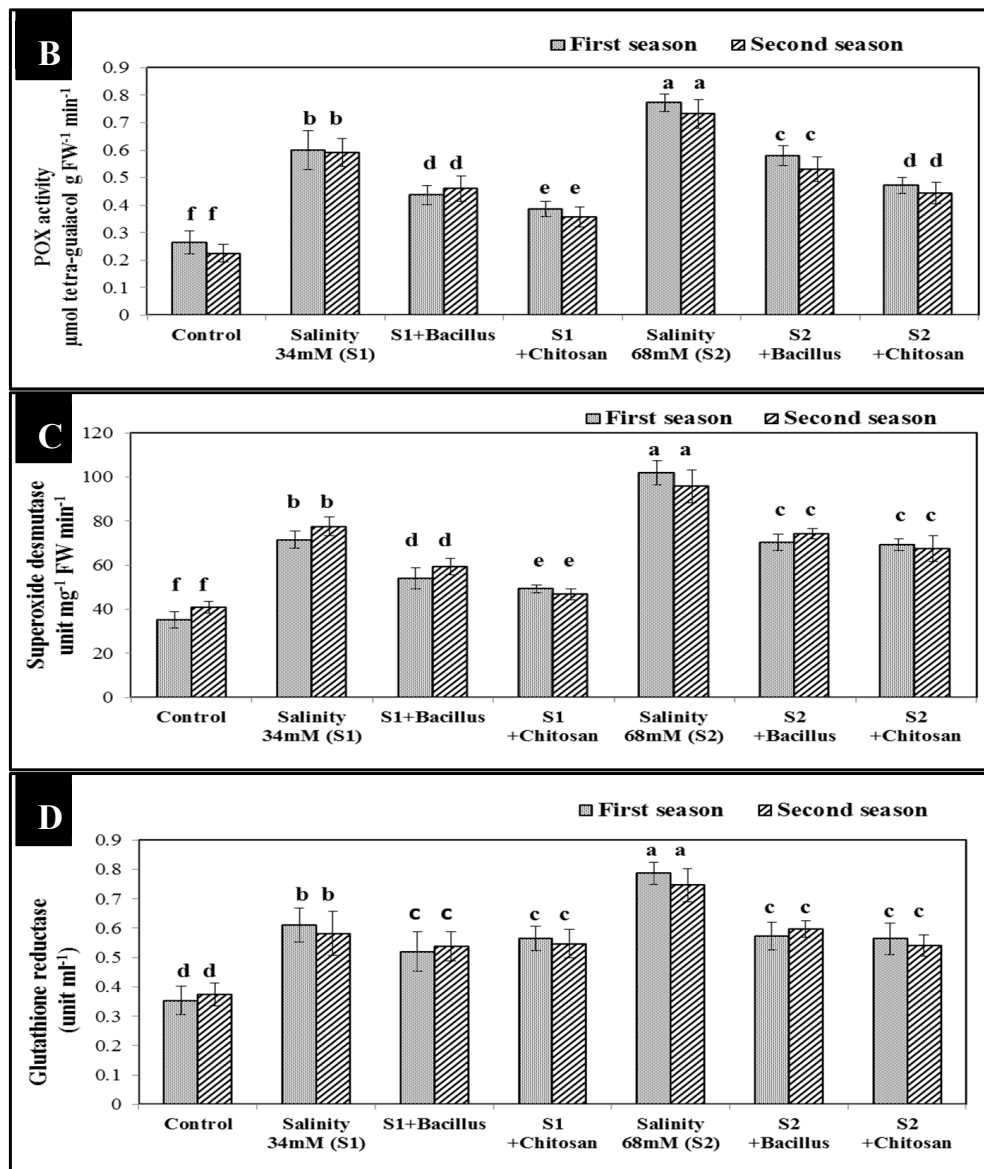 B
First season Second season
POX activity
µmol tetra-guaiacol g FW-1 min-1
0.9
0.8
0.7
0.6
0.5
0.4
0.3
0.2
0.1
0
f f
b b
d d
e e
a a
c c
d d
Control
Salinity
34mM (S1)
S1+Bacillus
S1
+Chitosan
Salinity
68mM (S2)
S2
+Bacillus
S2
+Chitosan
C
First season Second season
Superoxide desmutase
unit mg-1 FW min-1
120
100
80
60
40
20
0
f f
b b
d d
e e
a a
c c
c c
Control
Salinity
34mM (S1)
S1+Bacillus
S1
+Chitosan
Salinity
68mM (S2)
S2
+Bacillus
S2
+Chitosan
D
First season Second season
Glutathione reductase
(unit ml-1)
0.9
0.8
0.7
0.6
0.5
0.4
0.3
0.2
0.1
0
d d
b b
c c
c c
a a
c c
c c
Control
Salinity
34mM (S1)
S1+Bacillus
S1
+Chitosan
Salinity
68mM (S2)
S2
+Bacillus
S2
+Chitosan